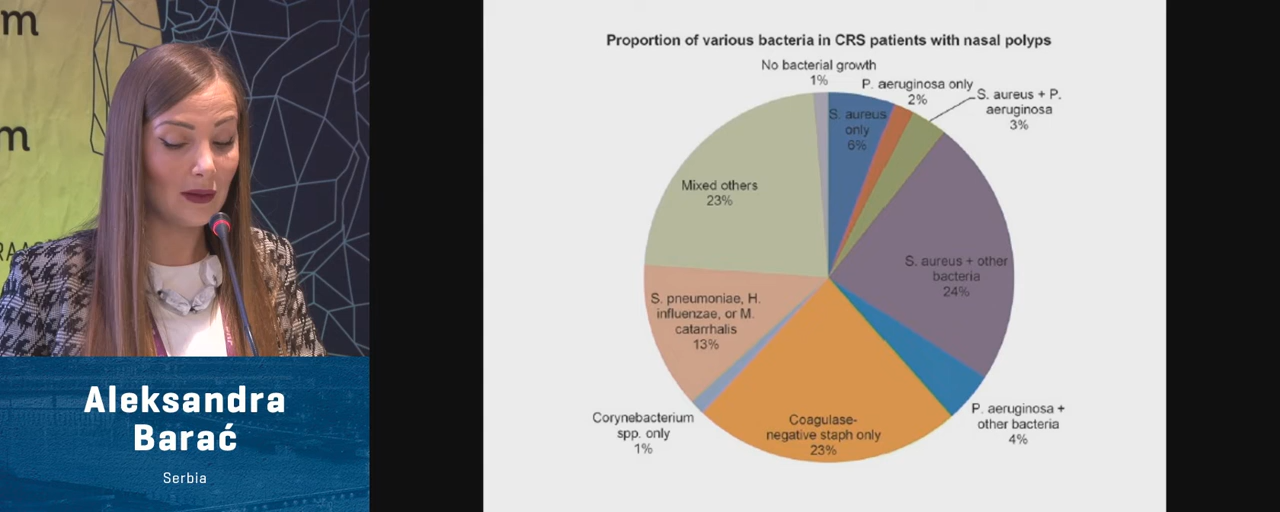 m
m
RAAS
Aleksandra
Barać
Serbia
Proportion of various bacteria in CRS patients with nasal polyps
No bacterial growth
1%
P. aeruginosa only
2%
S. aureus + P.
aeruginosa
3%
S. aureus
only
6%
Mixed others
23%
S. aureus + other
bacteria
24%
S. pneumoniae, H.
influenzae, or M.
catarrhalis
13%
P. aeruginosa +
other bacteria
4%
Corynebacterium
spp. only
1%
Coagulase-
negative staph only
23%